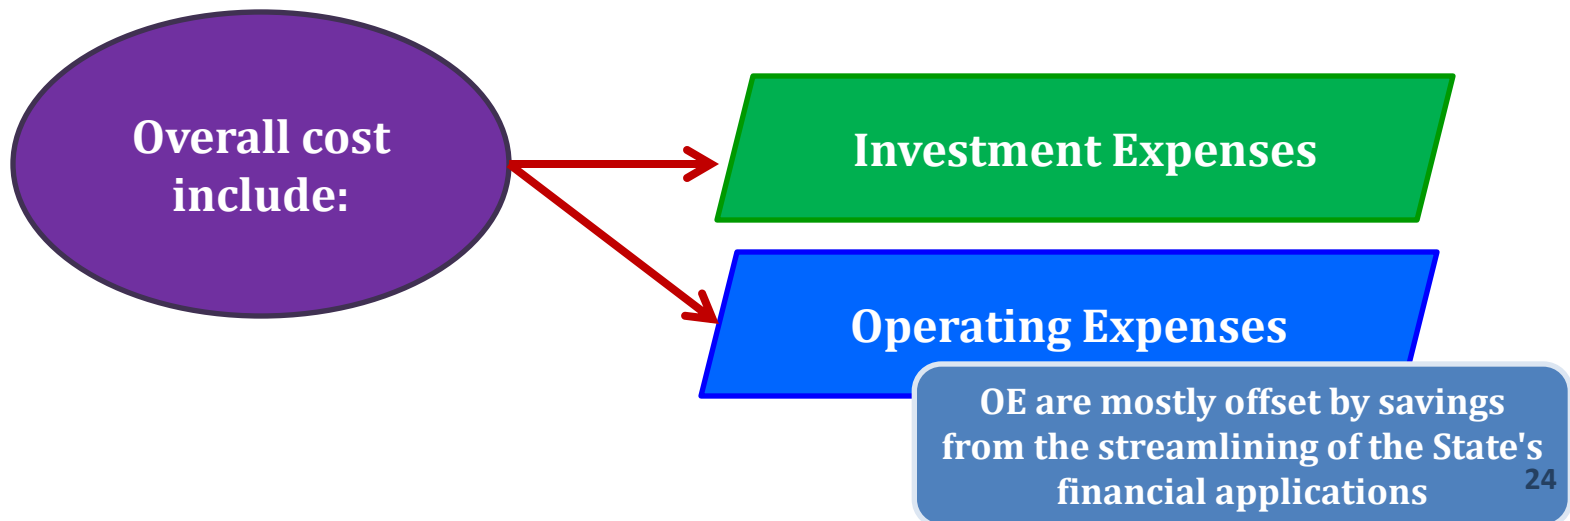 Overall cost
include:
Investment Expenses
Operating Expenses
OE are mostly offset by savings
from the streamlining of the State's
financial applications
24